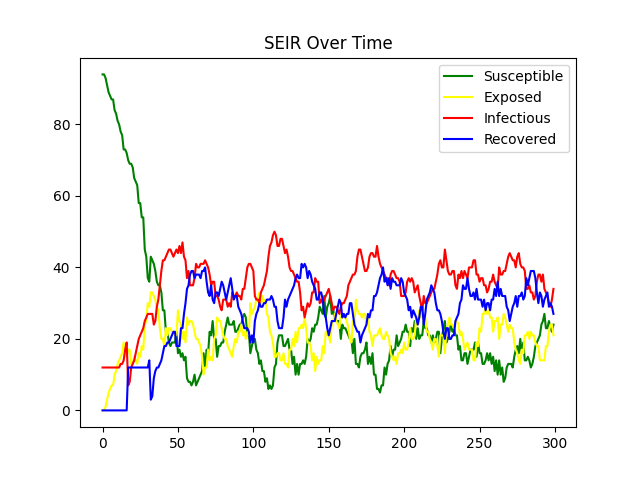 SEIR Over Time
Susceptible
Exposed
Infectious
Recovered
80
60
40
20
0
0 50 100 150 200 250 300